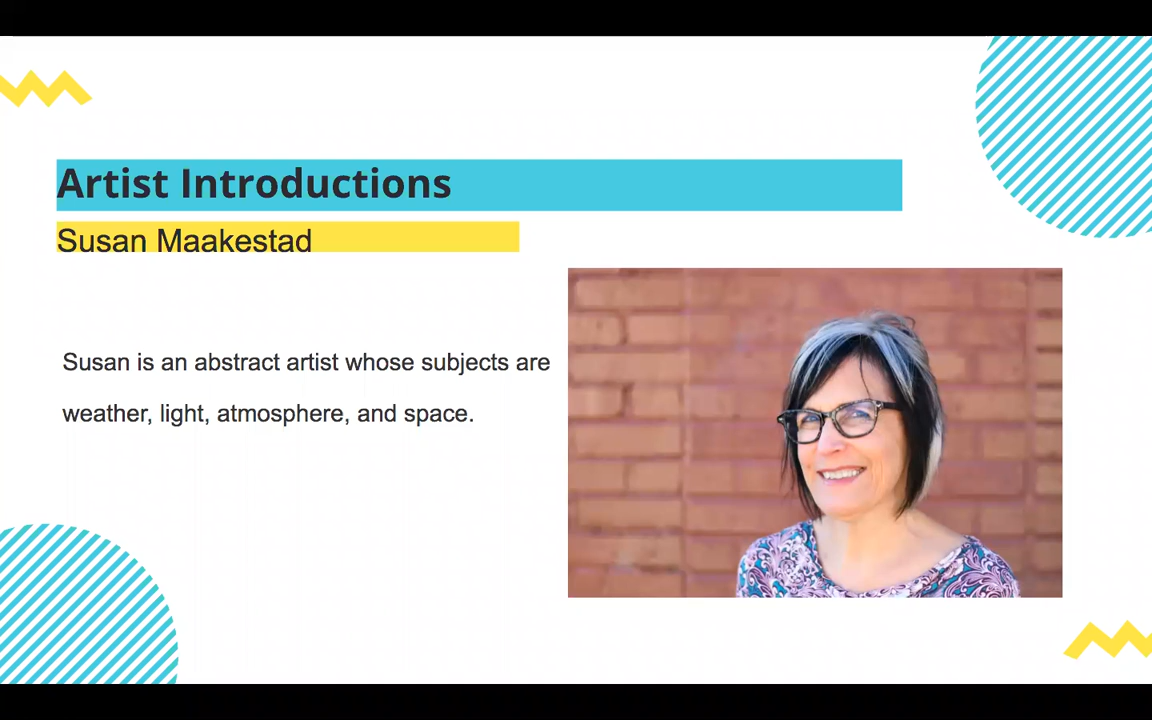 Artist Introductions
Susan Maakestad
Susan is an abstract artist whose subjects are
weather, light, atmosphere, and space.